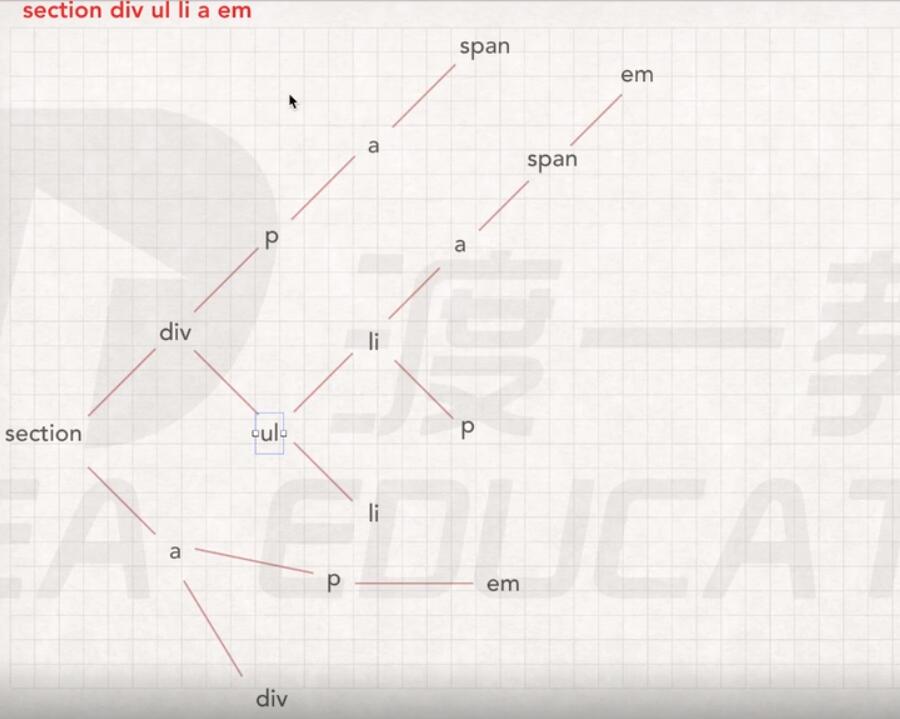 section div ul li a em
span
em
a
span
p
a
div
li
section
ul
p
li
a
p
em
div
渡一教
EA EDUCAT